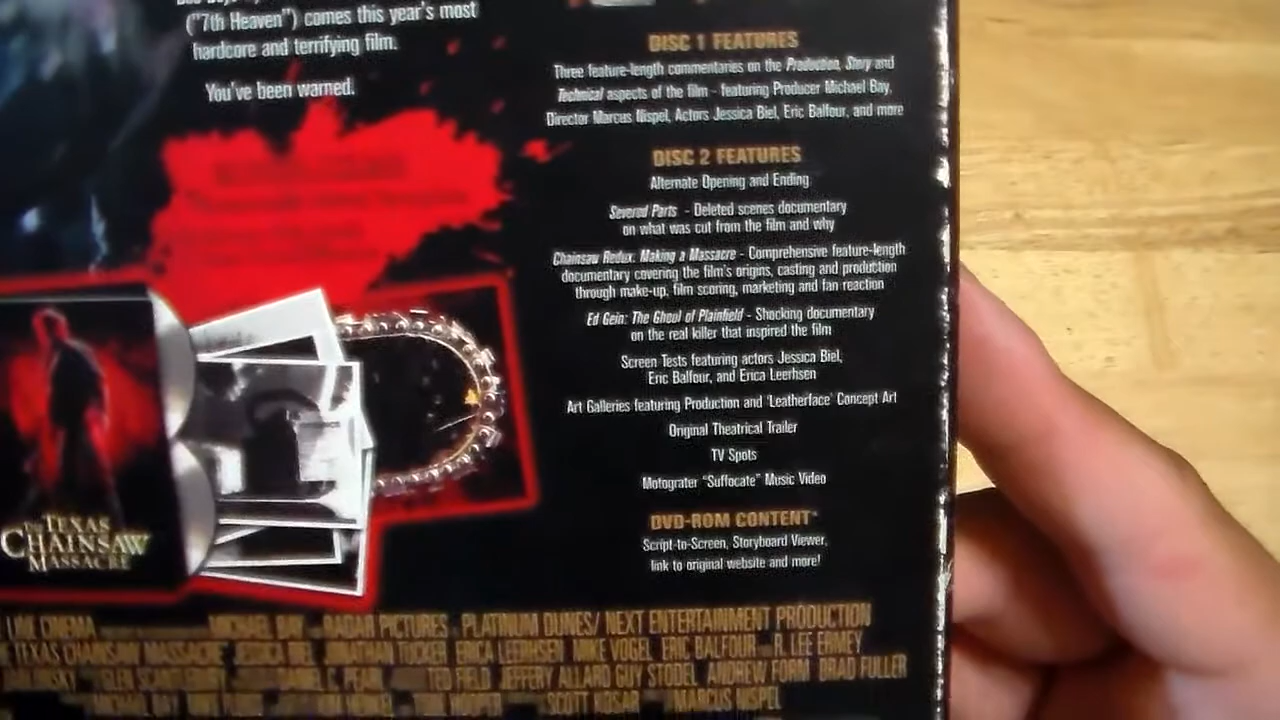 ("7th Heaven") comes this year's most
hardcore and terrifying film.
You've been warned.
DISC 1 FEATURES
Three feature-length commentaries on the Production, Story and
Technical aspects of the film - featuring Producer Michael Bay,
Director Marcus Nispel, Actors Jessica Biel, Eric Balfour, and more
DISC 2 FEATURES
Alternate Opening and Ending
Severed Parts - Deleted scenes documentary
on what was cut from the film and why
Chainsaw Redux: Making a Massacre - Comprehensive feature-length
documentary covering the film's origins, casting and production
through make-up, film scoring, marketing and fan reaction
Ed Gein: The Ghoul of Plainfield - Shocking documentary
on the real killer that inspired the film
Screen Tests featuring actors Jessica Biel,
Eric Balfour, and Erica Leerhsen
Art Galleries featuring Production and 'Leatherface' Concept Art
Original Theatrical Trailer
TV Spots
Motograter "Suffocate" Music Video
DVD-ROM CONTENT*
Script-to-Screen, Storyboard Viewer,
link to original website and more!
THE TEXAS
CHAINSAW
MASSACRE
CINEMA MICHAEL BAY RADAR PICTURES PLATINUM DUNES/ NEXT ENTERTAINMENT PRODUCTION
TEXAS CHAINSAW MASSACRE JESSICA BIEL JONATHAN TUCKER ERICA LEERHSEN MIKE VOGEL ERIC BALFOUR R. LEE ERMEY
TED FIELD JEFFERY ALLARD GUY STODEL ANDREW FORM BRAD FULLER
HOOPER SCOTT KOSAR MARCUS NISPEL